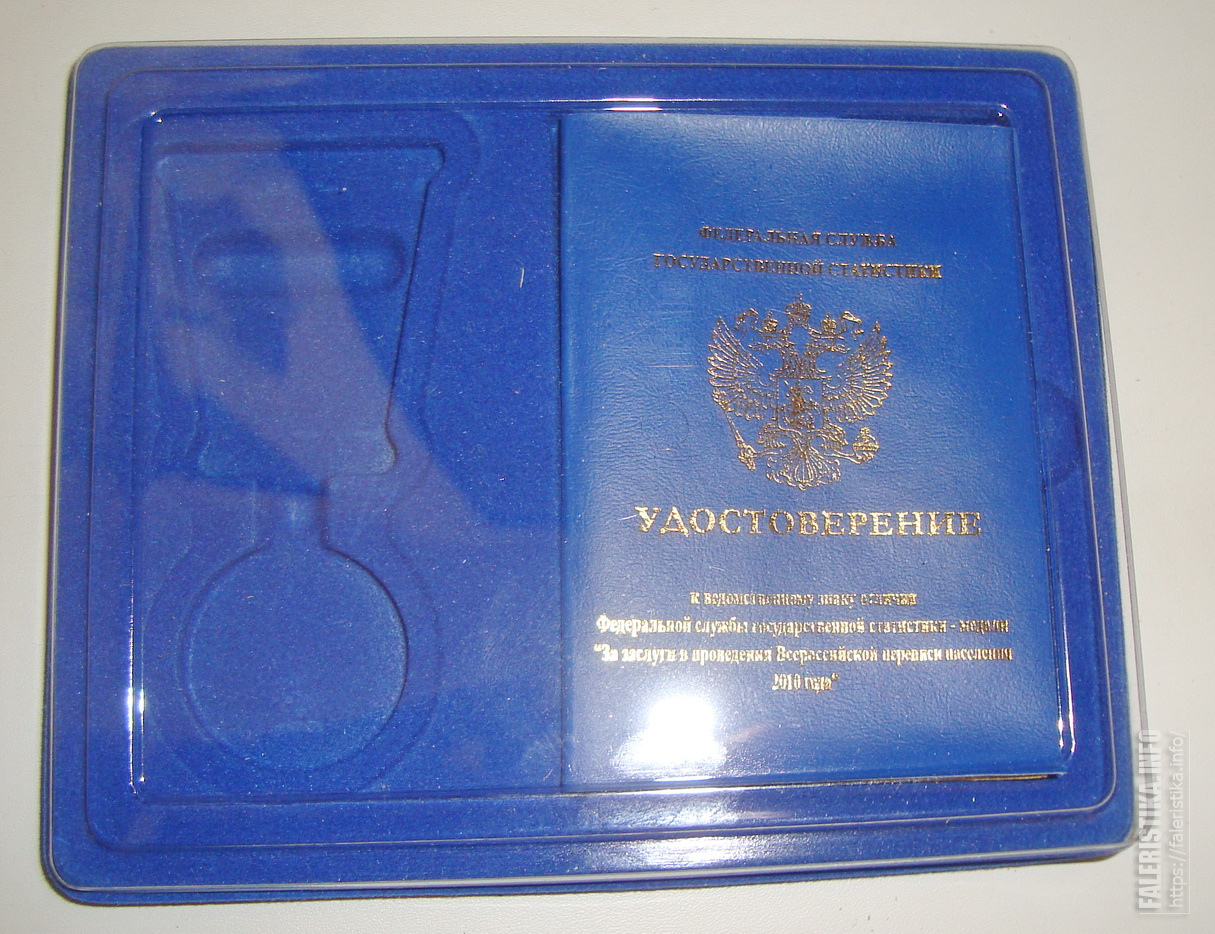 ФЕДЕРАЛЬНАЯ СЛУЖБА
ГОСУДАРСТВЕННОЙ СТАТИСТИКИ
УДОСТОВЕРЕНИЕ
к ведомственному знаку отличия
Федеральной службы государственной статистики - медали
"За заслуги в проведения Всероссийской переписи населения
2010 года"
FALERISTIKA.INFO
https://faleristika.info/